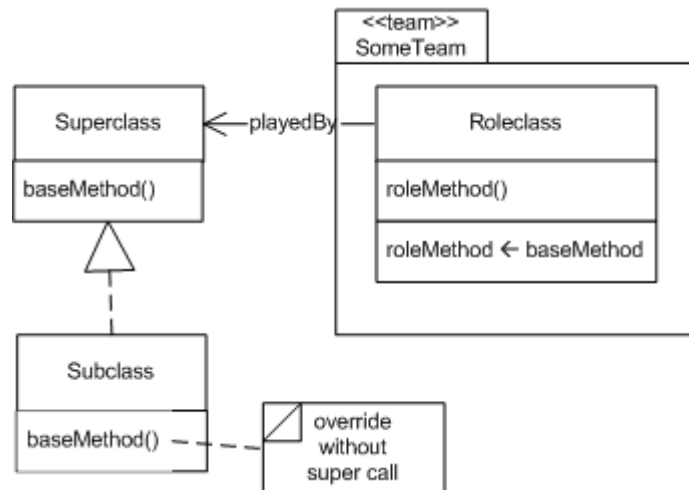 <<team>>
SomeTeam
Superclass
playedBy
Roleclass
baseMethod()
roleMethod()
roleMethod ← baseMethod
Subclass
baseMethod()
override
without
super call